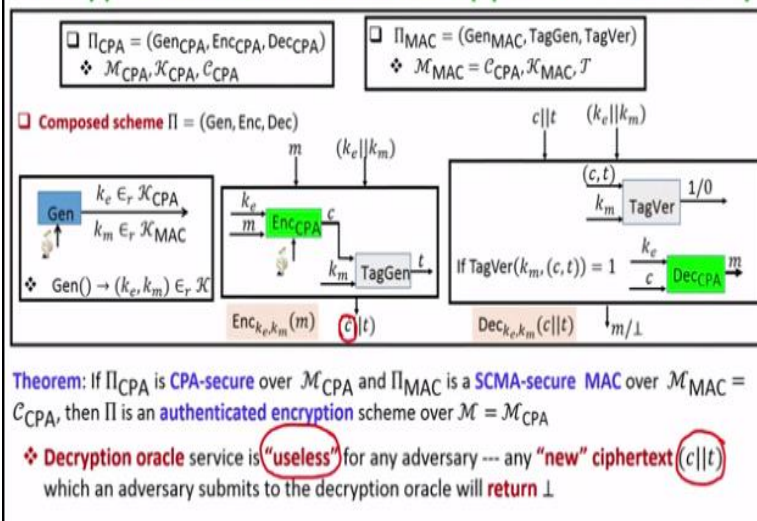 ❑ Π_CPA = (Gen_CPA, Enc_CPA, Dec_CPA)
❖ ℳ_CPA, 𝒦_CPA, 𝒞_CPA
❑ Π_MAC = (Gen_MAC, TagGen, TagVer)
❖ ℳ_MAC = 𝒞_CPA, 𝒦_MAC, 𝒯
❑ Composed scheme Π = (Gen, Enc, Dec)
Gen
k_e ∈_r 𝒦_CPA
k_m ∈_r 𝒦_MAC
❖ Gen() → (k_e, k_m) ∈_r 𝒦
m
(k_e||k_m)
k_e
m
Enc_CPA
c
k_m
TagGen
t
Enc_{k_e,k_m}(m)
c||t)
c||t
(k_e||k_m)
(c, t)
k_m
TagVer
1/0
If TagVer(k_m, (c, t)) = 1
k_e
c
Dec_CPA
m
Dec_{k_e,k_m}(c||t)
m/⊥
Theorem: If Π_CPA is CPA-secure over ℳ_CPA and Π_MAC is a SCMA-secure MAC over ℳ_MAC =
𝒞_CPA, then Π is an authenticated encryption scheme over ℳ = ℳ_CPA
❖ Decryption oracle service is “useless” for any adversary --- any “new” ciphertext (c||t)
which an adversary submits to the decryption oracle will return ⊥